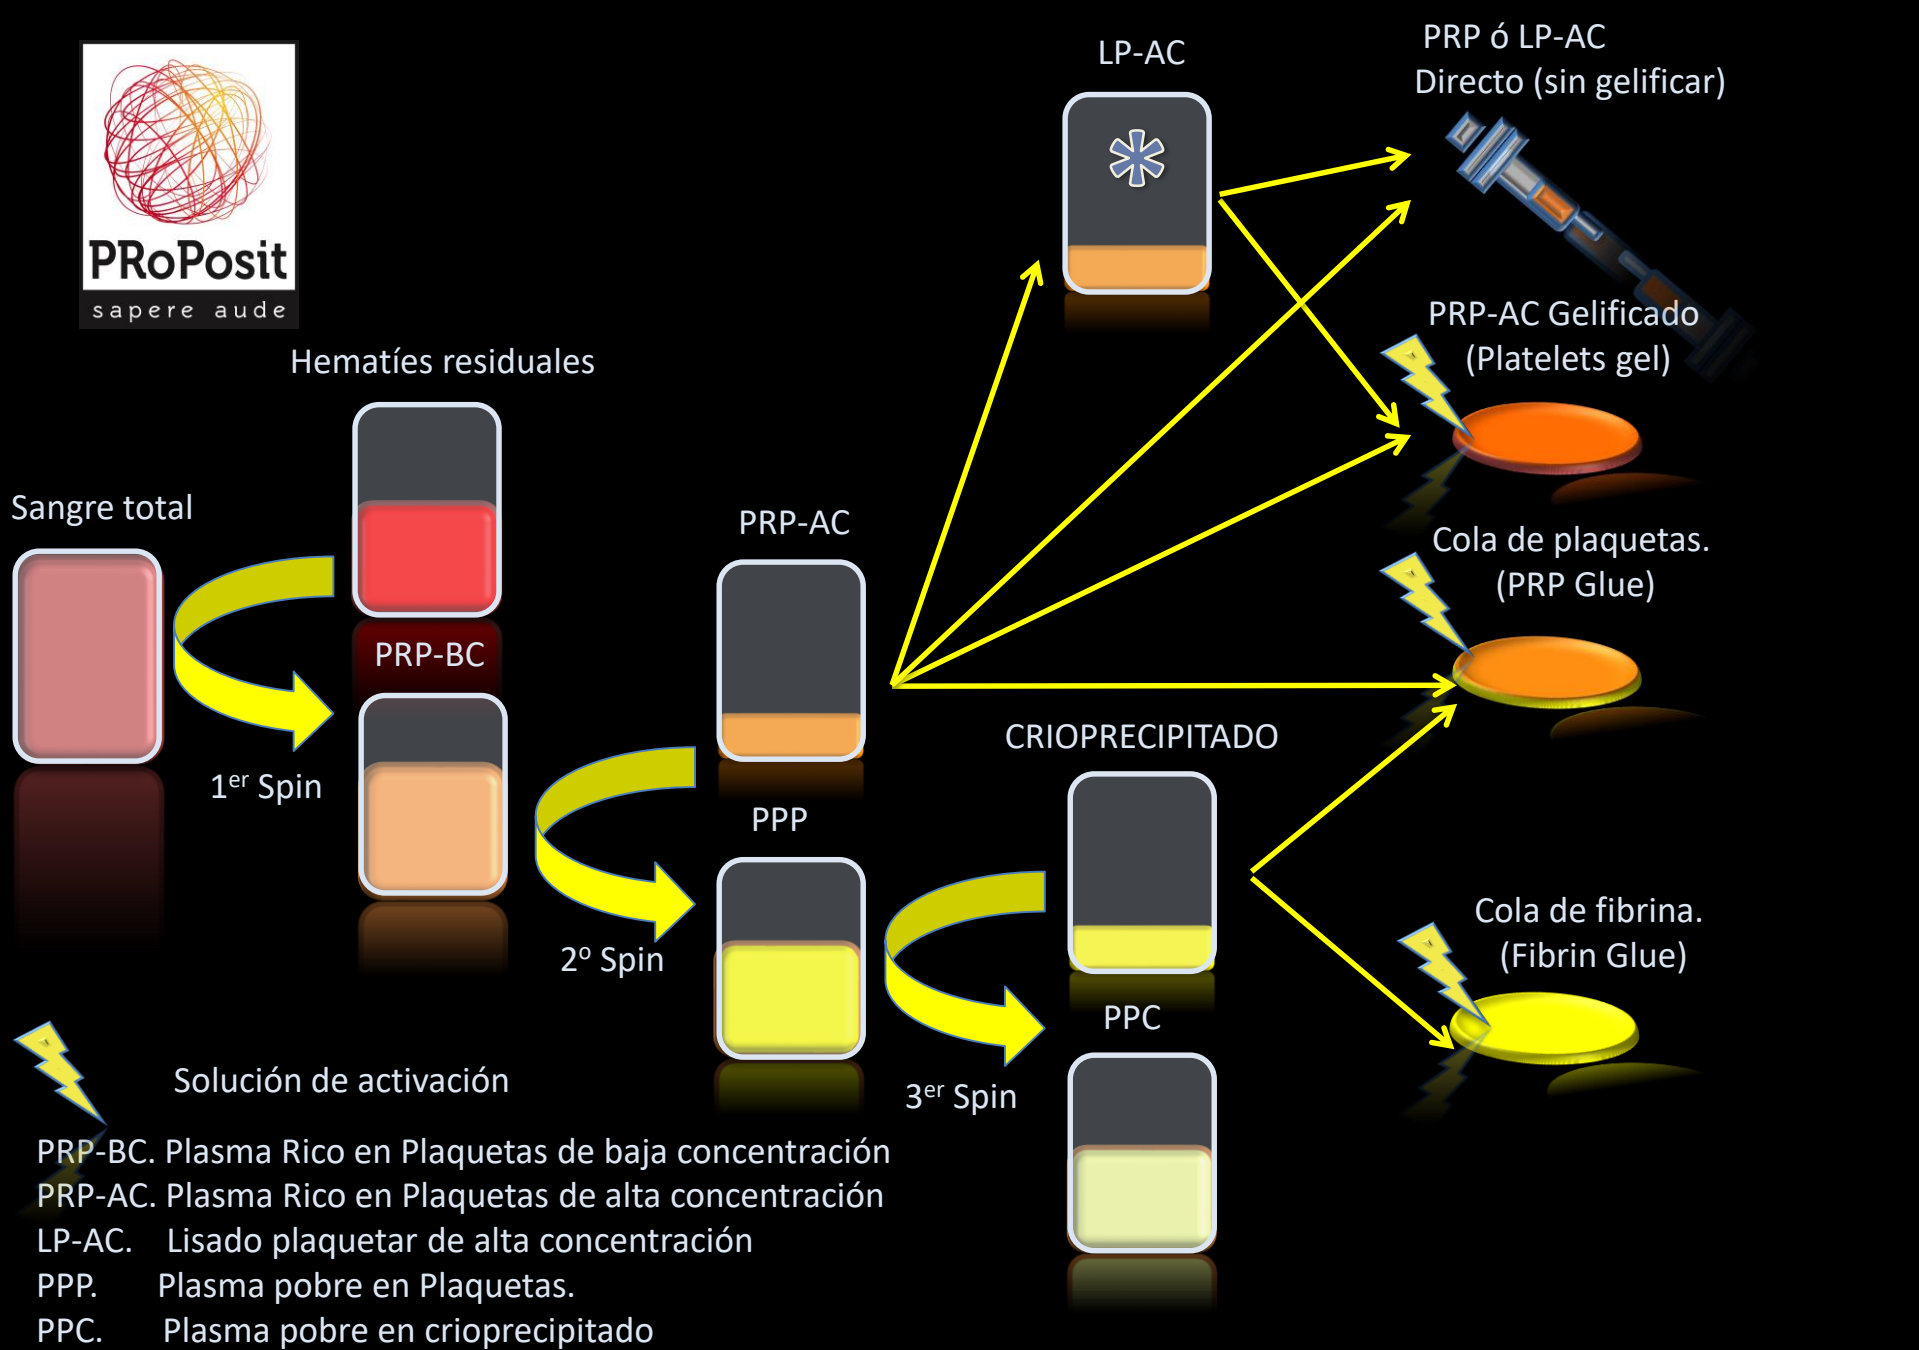 PRoPosit
sapere aude
LP-AC
PRP ó LP-AC
Directo (sin gelificar)
Hematíes residuales
PRP-AC Gelificado
(Platelets gel)
Sangre total
PRP-AC
Cola de plaquetas.
(PRP Glue)
PRP-BC
1er Spin
CRIOPRECIPITADO
PPP
2º Spin
Cola de fibrina.
(Fibrin Glue)
PPC
3er Spin
Solución de activación
PRP-BC. Plasma Rico en Plaquetas de baja concentración
PRP-AC. Plasma Rico en Plaquetas de alta concentración
LP-AC. Lisado plaquetar de alta concentración
PPP. Plasma pobre en Plaquetas.
PPC. Plasma pobre en crioprecipitado